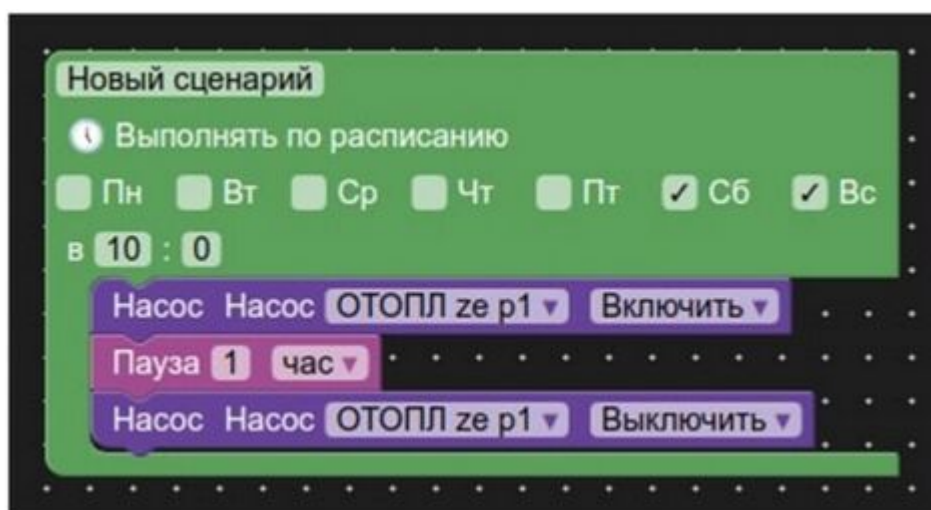 Новый сценарий
Выполнять по расписанию
Пн Вт Ср Чт Пт Сб Вс
в 10 : 0
Насос Насос ОТОПЛ ze p1 Включить
Пауза 1 час
Насос Насос ОТОПЛ ze p1 Выключить